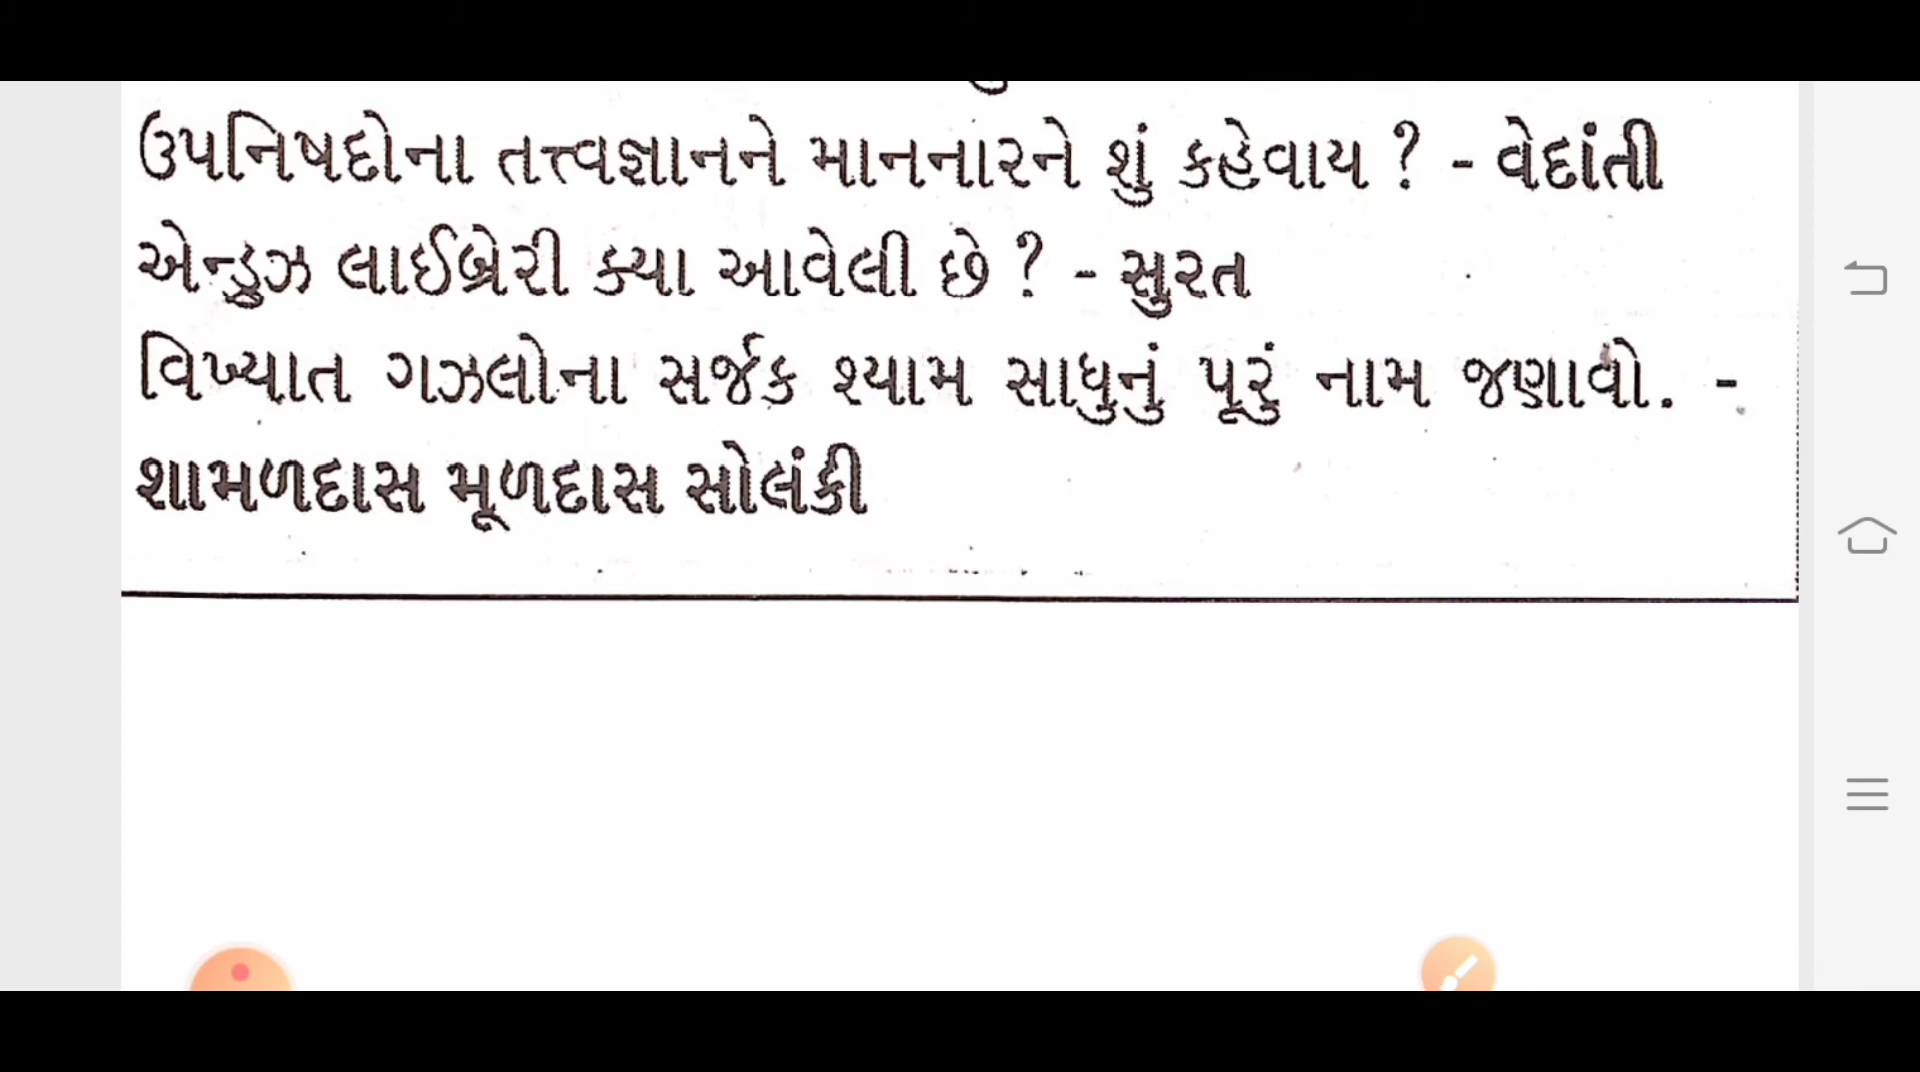 ઉપનિષદોના તત્ત્વજ્ઞાનને માનનારને શું કહેવાય ? - વેદાંતી
એન્ડ્રુઝ લાઈબ્રેરી ક્યા આવેલી છે ? - સુરત
વિખ્યાત ગઝલોના સર્જક શ્યામ સાધુનું પૂરું નામ જણાવો. -
શામળદાસ મૂળદાસ સોલંકી